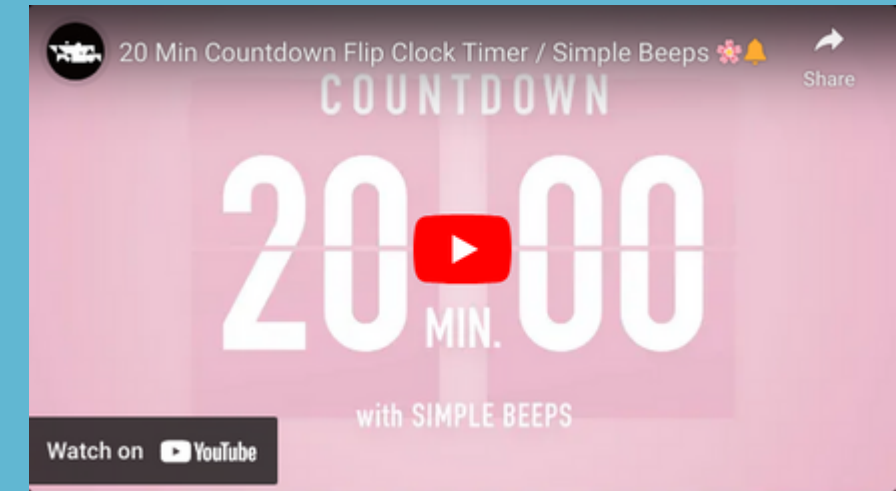 20 Min Countdown Flip Clock Timer / Simple Beeps 🌸🔔
Share
COUNTDOWN
20 00
MIN.
with SIMPLE BEEPS
Watch on YouTube